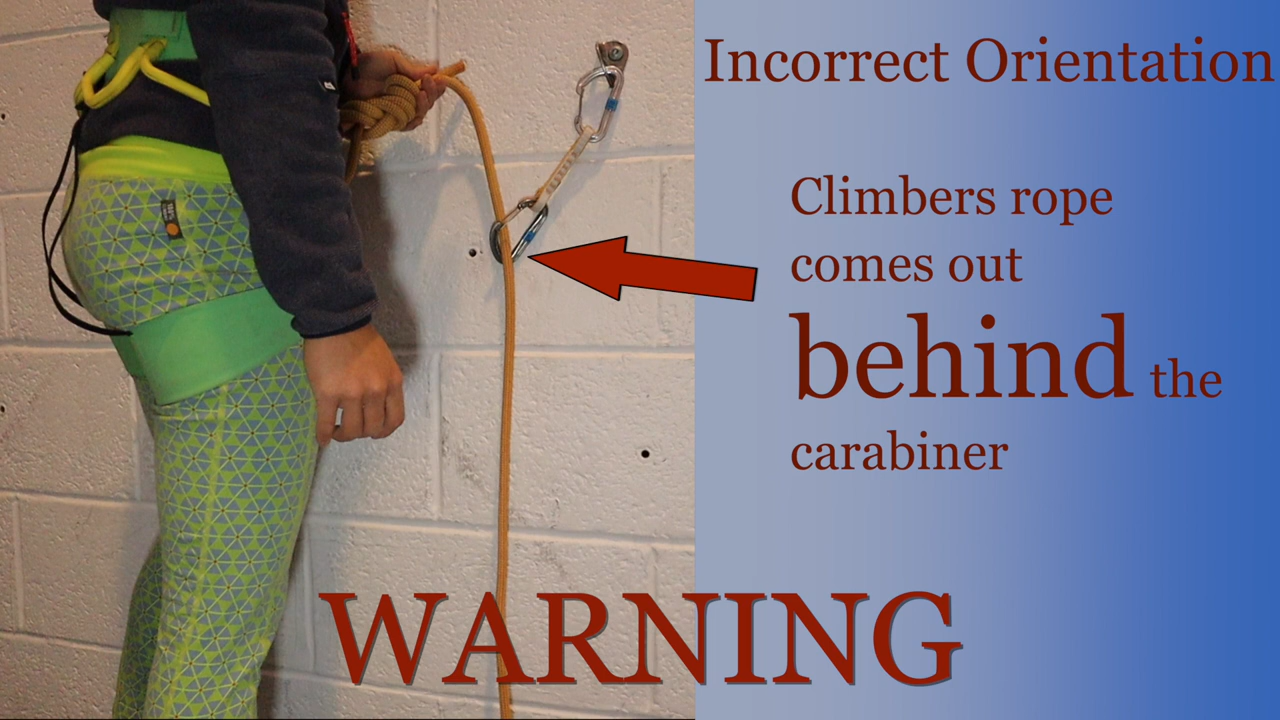 Incorrect Orientation
Climbers rope
comes out
behind the
carabiner
WARNING